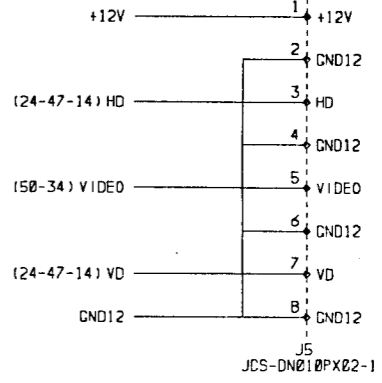 +12V 1 +12V
2 GND12
(24-47-14) HD 3 HD
4 GND12
(50-34) VIDEO 5 VIDEO
6 GND12
(24-47-14) VD 7 VD
GND12 8 GND12
J5
JCS-DN010PX02-1